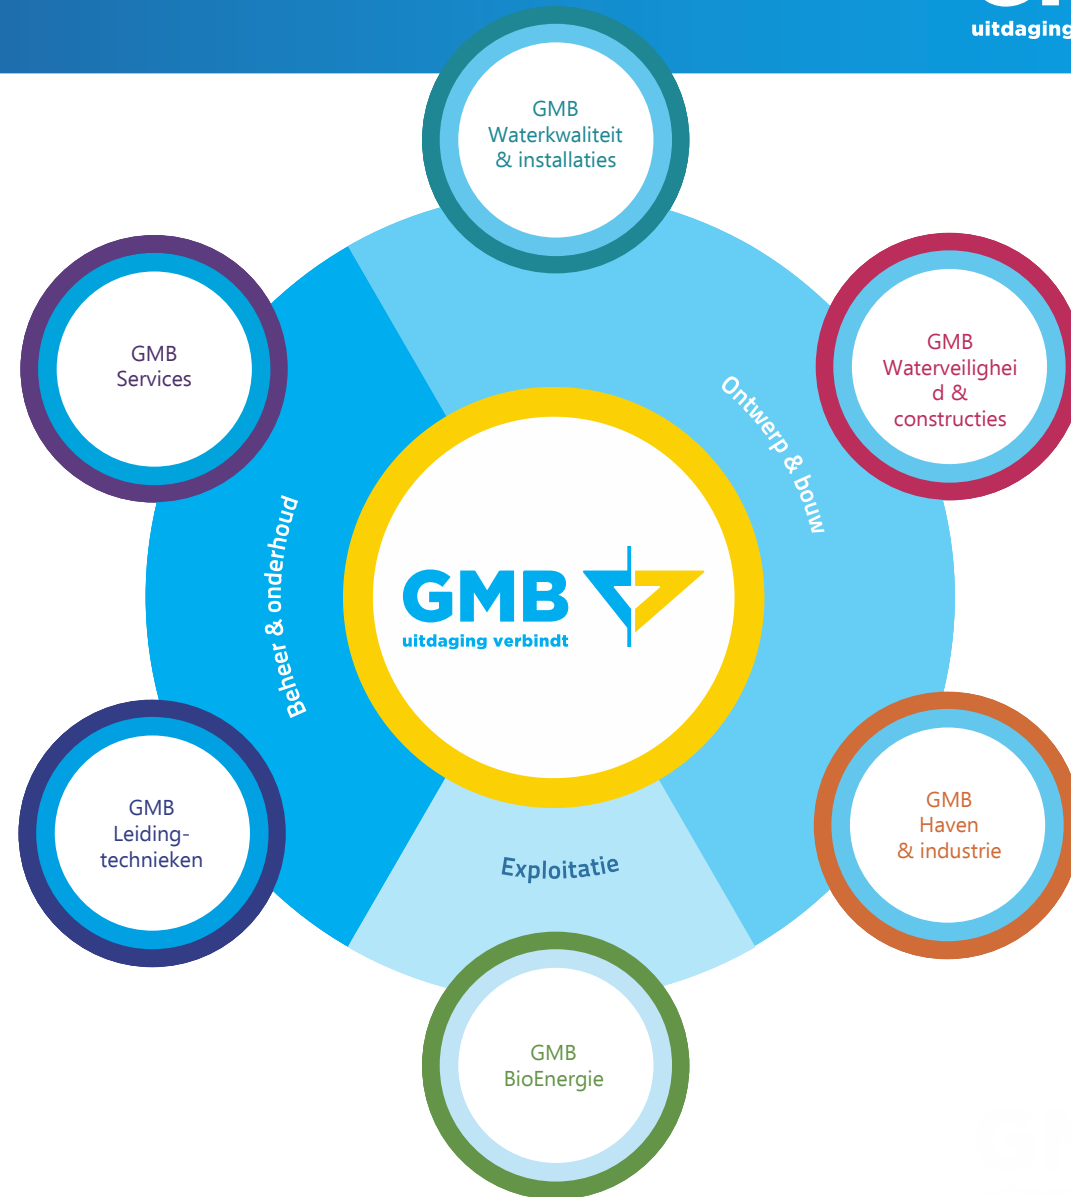 uitdaging
GMB
Waterkwaliteit
& installaties
GMB
Services
GMB
Waterveilighei
d &
constructies
Ontwerp & bouw
Beheer & onderhoud
GMB
uitdaging verbindt
GMB
Leiding-
technieken
GMB
Haven
& industrie
Exploitatie
GMB
BioEnergie